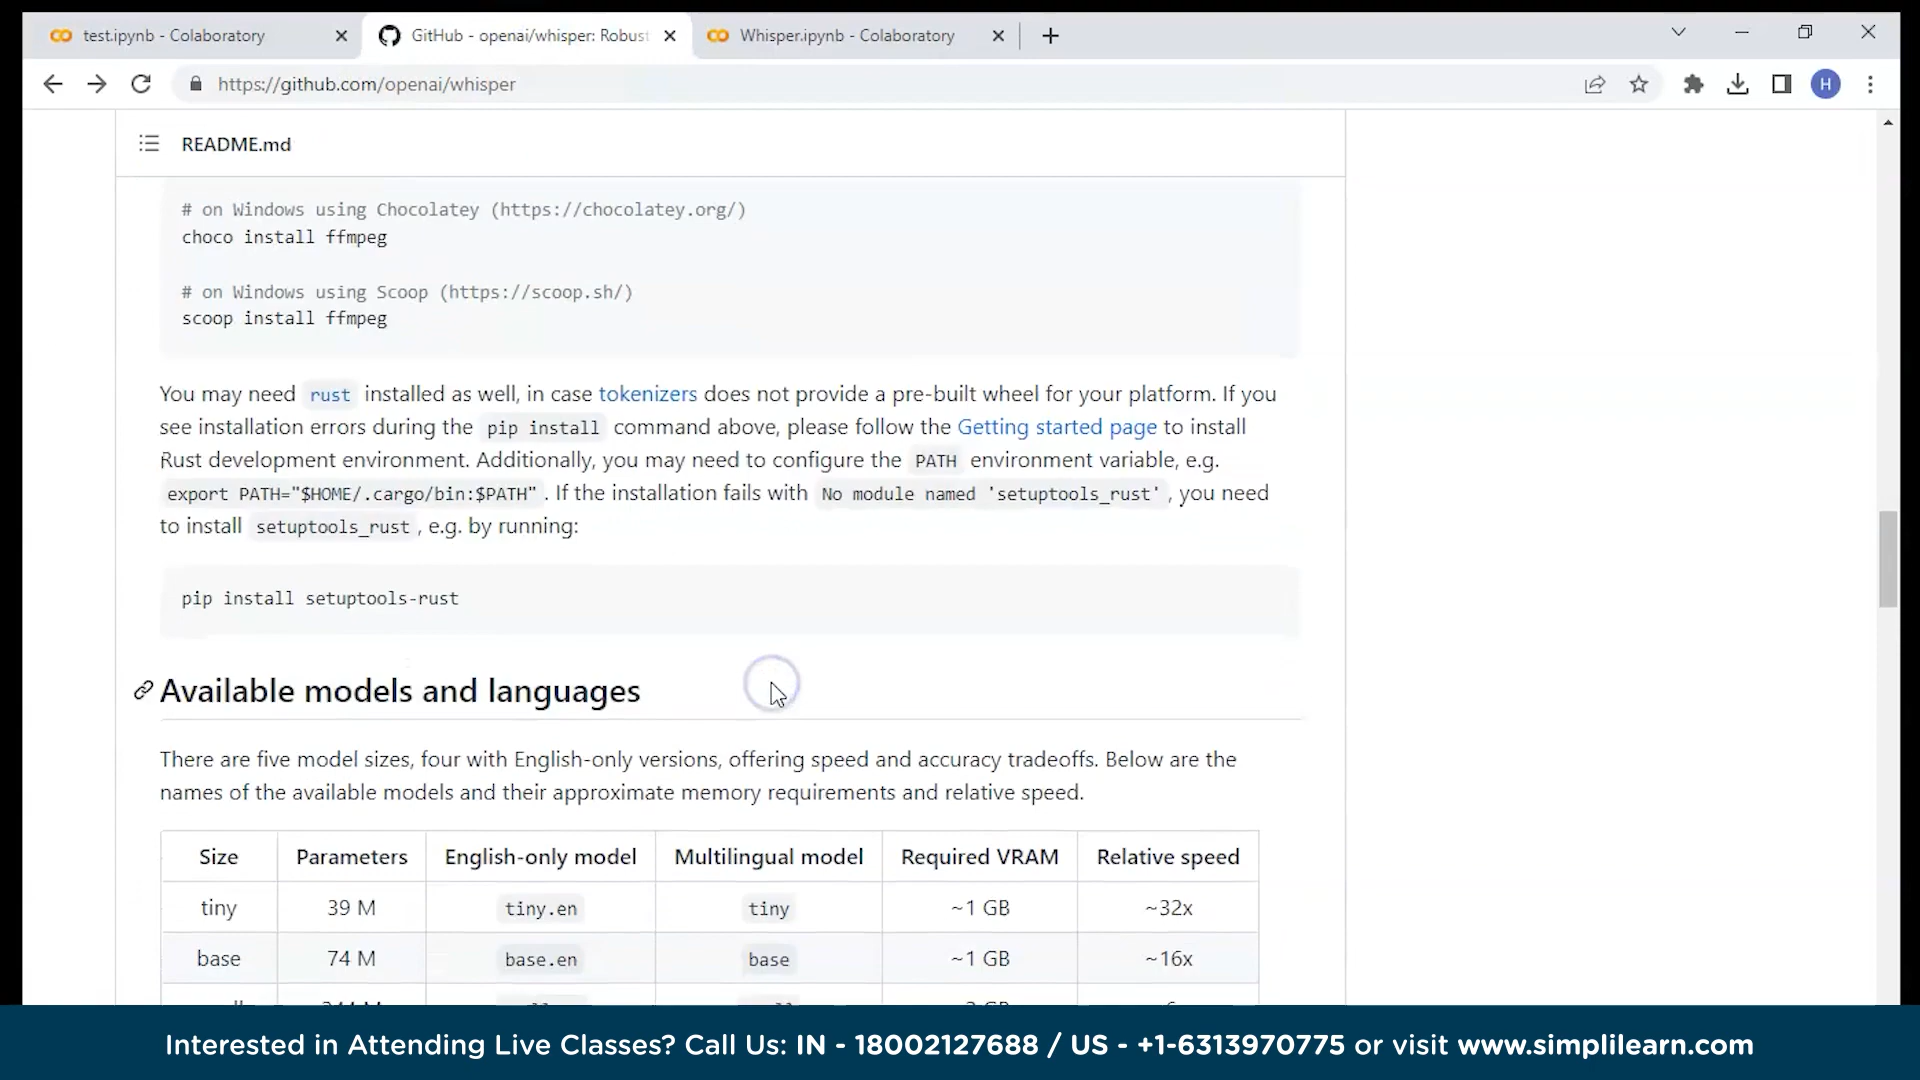 test.ipynb - Colaboratory
GitHub - openai/whisper: Robust
Whisper.ipynb - Colaboratory
https://github.com/openai/whisper
H
README.md
# on Windows using Chocolatey (https://chocolatey.org/)
choco install ffmpeg
# on Windows using Scoop (https://scoop.sh/)
scoop install ffmpeg
You may need rust installed as well, in case tokenizers does not provide a pre-built wheel for your platform. If you
see installation errors during the pip install command above, please follow the Getting started page to install
Rust development environment. Additionally, you may need to configure the PATH environment variable, e.g.
export PATH="$HOME/.cargo/bin:$PATH" . If the installation fails with No module named 'setuptools_rust' , you need
to install setuptools_rust , e.g. by running:
pip install setuptools-rust
Available models and languages
There are five model sizes, four with English-only versions, offering speed and accuracy tradeoffs. Below are the
names of the available models and their approximate memory requirements and relative speed.
Size Parameters English-only model Multilingual model Required VRAM Relative speed
tiny 39 M tiny.en tiny ~1 GB ~32x
base 74 M base.en base ~1 GB ~16x
Interested in Attending Live Classes? Call Us: IN - 18002127688 / US - +1-6313970775 or visit www.simplilearn.com